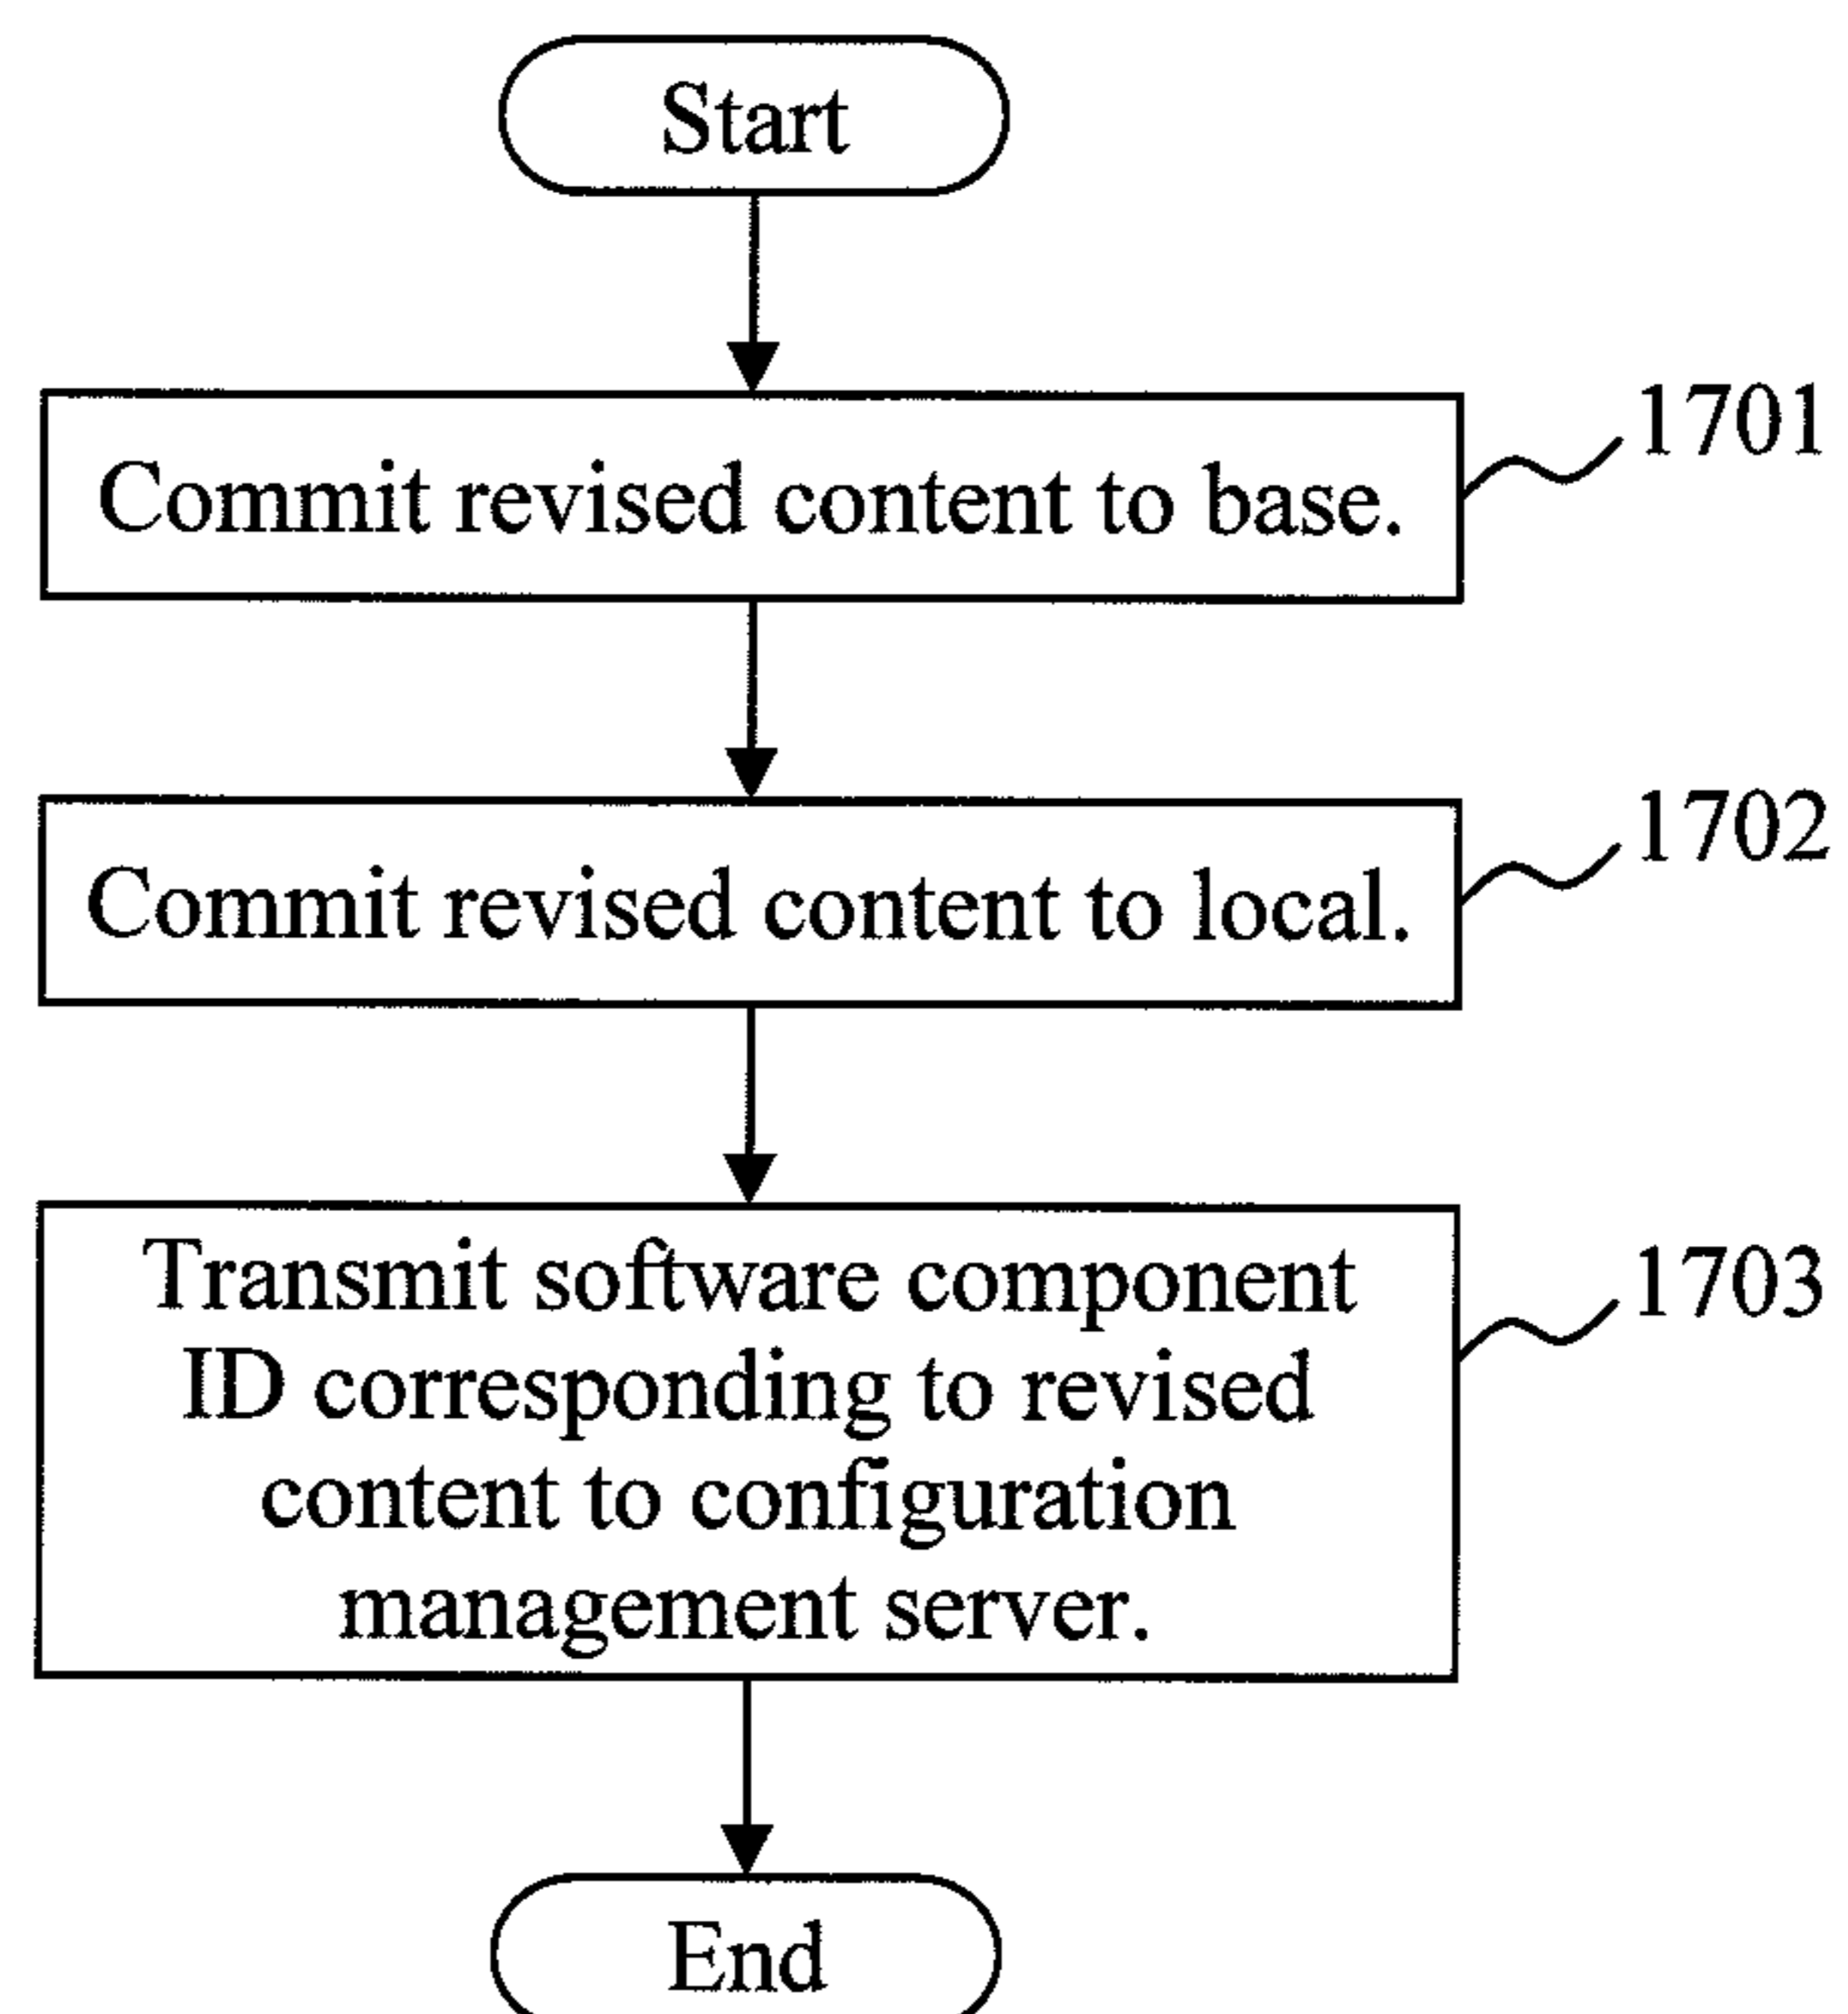 Start
Commit revised content to base.
1701
Commit revised content to local.
1702
Transmit software component
ID corresponding to revised
content to configuration
management server.
1703
End